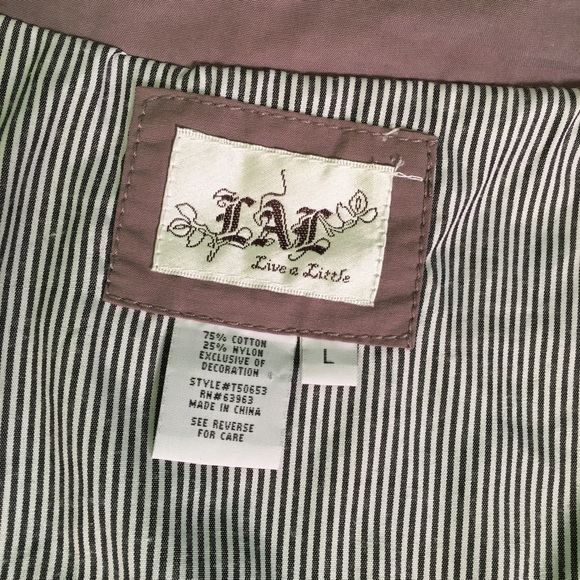 LAL
Live a Little
L
75% COTTON
25% NYLON
EXCLUSIVE OF
DECORATION
STYLE#T50653
RN#63963
MADE IN CHINA
SEE REVERSE
FOR CARE